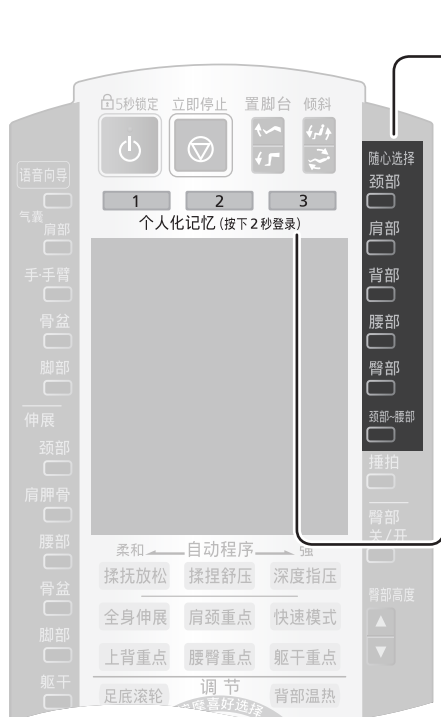 5秒锁定 立即停止 置脚台 倾斜
语音向导
气囊
肩部
手·手臂
骨盆
脚部
伸展
颈部
肩胛骨
腰部
骨盆
脚部
躯干
1 2 3
个人化记忆 (按下2秒登录)
随心选择
颈部
肩部
背部
腰部
臀部
颈部~腰部
捶拍
臀部
关/开
臀部高度
柔和 自动程序 强
揉抚放松 揉捏舒压 深度指压
全身伸展 肩颈重点 快速模式
上背重点 腰臀重点 躯干重点
足底滚轮 调节 背部温热
喜好选择